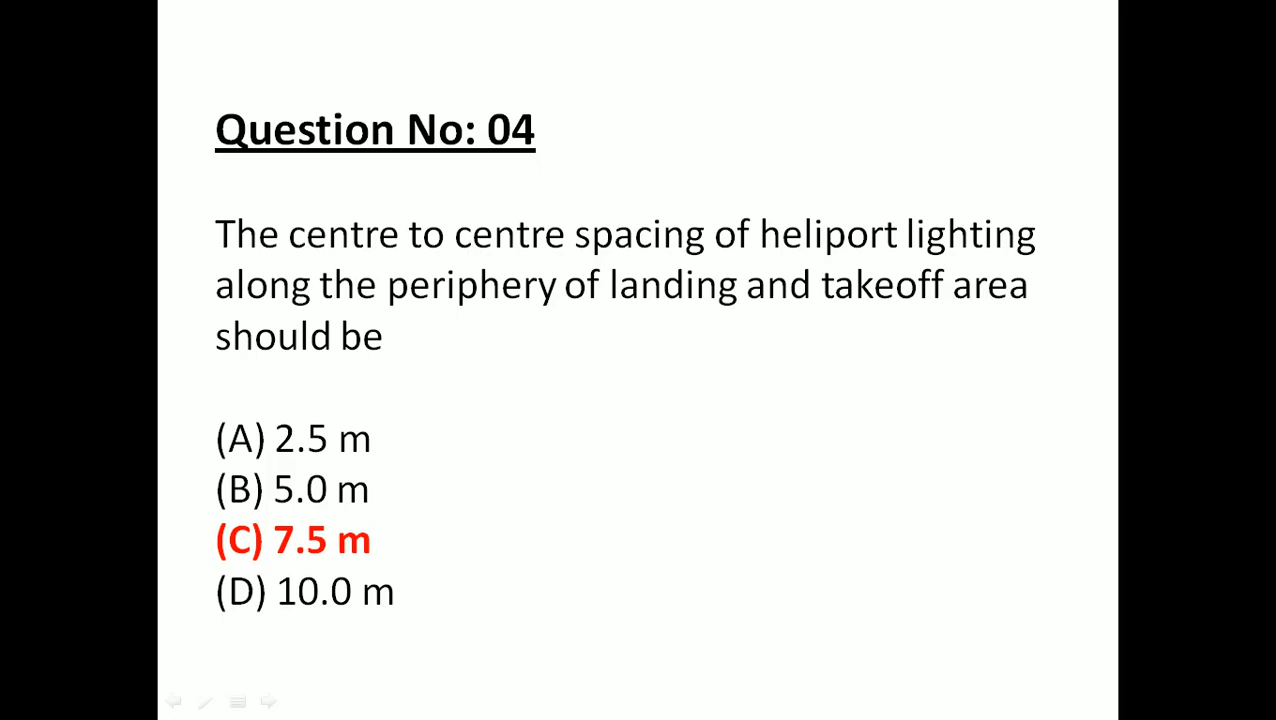 Question No: 04
The centre to centre spacing of heliport lighting
along the periphery of landing and takeoff area
should be
(A) 2.5 m
(B) 5.0 m
(C) 7.5 m
(D) 10.0 m